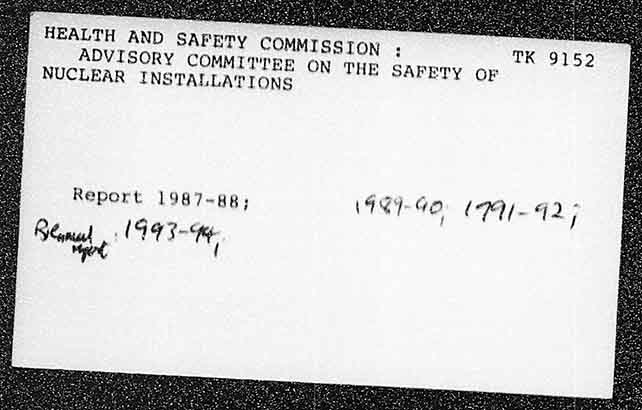 HEALTH AND SAFETY COMMISSION : TK 9152
ADVISORY COMMITTEE ON THE SAFETY OF
NUCLEAR INSTALLATIONS
Report 1987-88; 1989-90, 1991-92;
Biennial report : 1993-94,